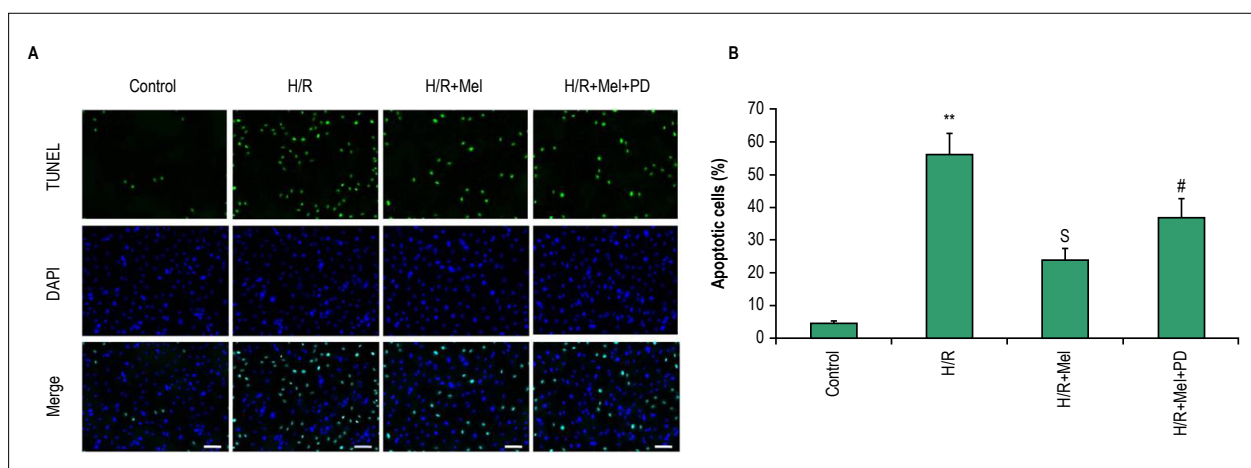 A
Control H/R H/R+Mel H/R+Mel+PD
TUNEL
DAPI
Merge
B
Apoptotic cells (%)
70
60
50
40
30
20
10
0
**
S
#
Control
H/R
H/R+Mel
H/R+Mel+PD